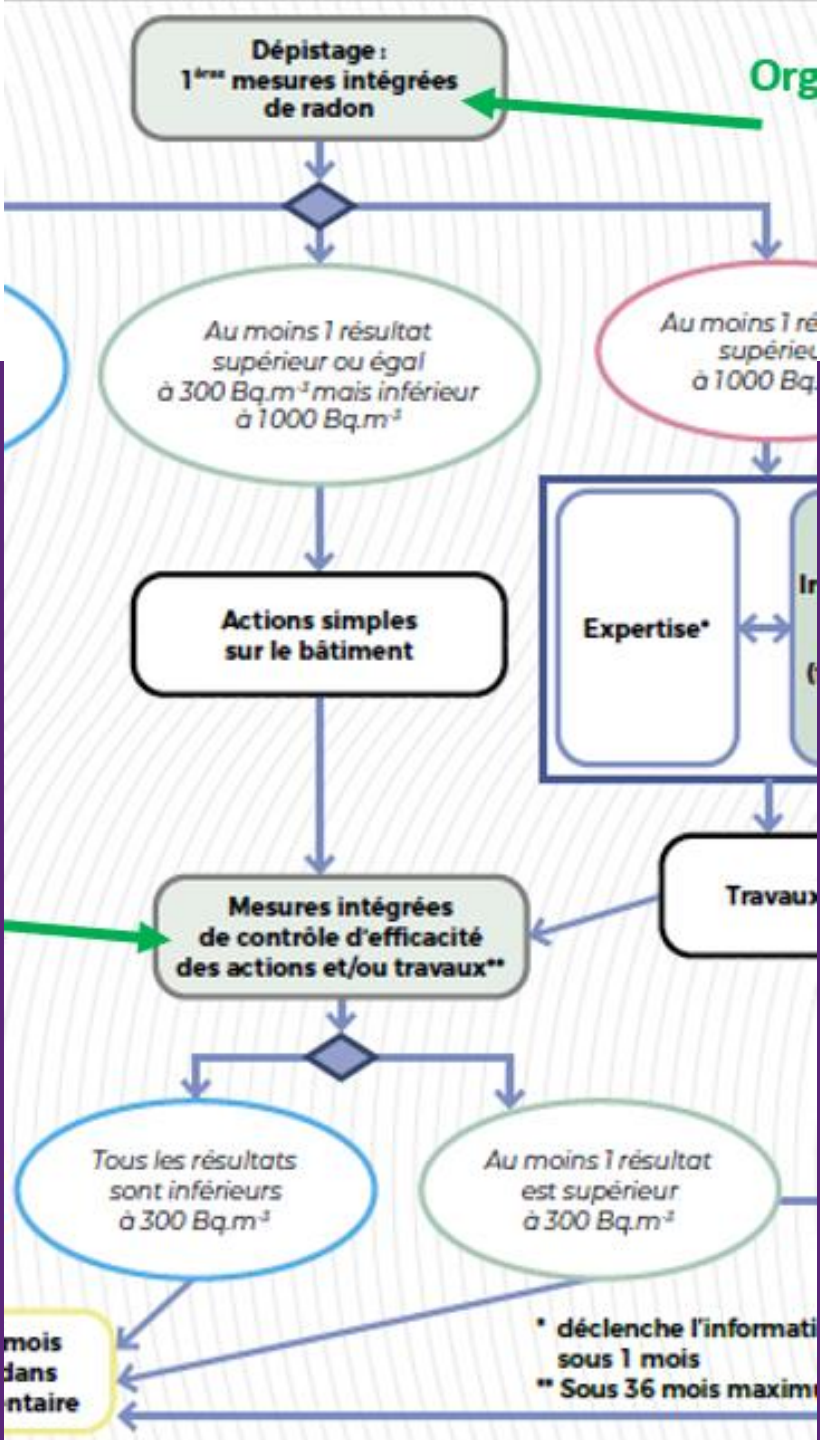 Dépistage :
1ères mesures intégrées
de radon
Org
Au moins 1 résultat
supérieur ou égal
à 300 Bq.m-3 mais inférieur
à 1000 Bq.m-3
Au moins 1 ré
supérieu
à 1000 Bq.
Actions simples
sur le bâtiment
Expertise*
In
(
Mesures intégrées
de contrôle d'efficacité
des actions et/ou travaux**
Travaux
Tous les résultats
sont inférieurs
à 300 Bq.m-3
Au moins 1 résultat
est supérieur
à 300 Bq.m-3
mois
dans
ntaire
* déclenche l'informati
sous 1 mois
** Sous 36 mois maximu